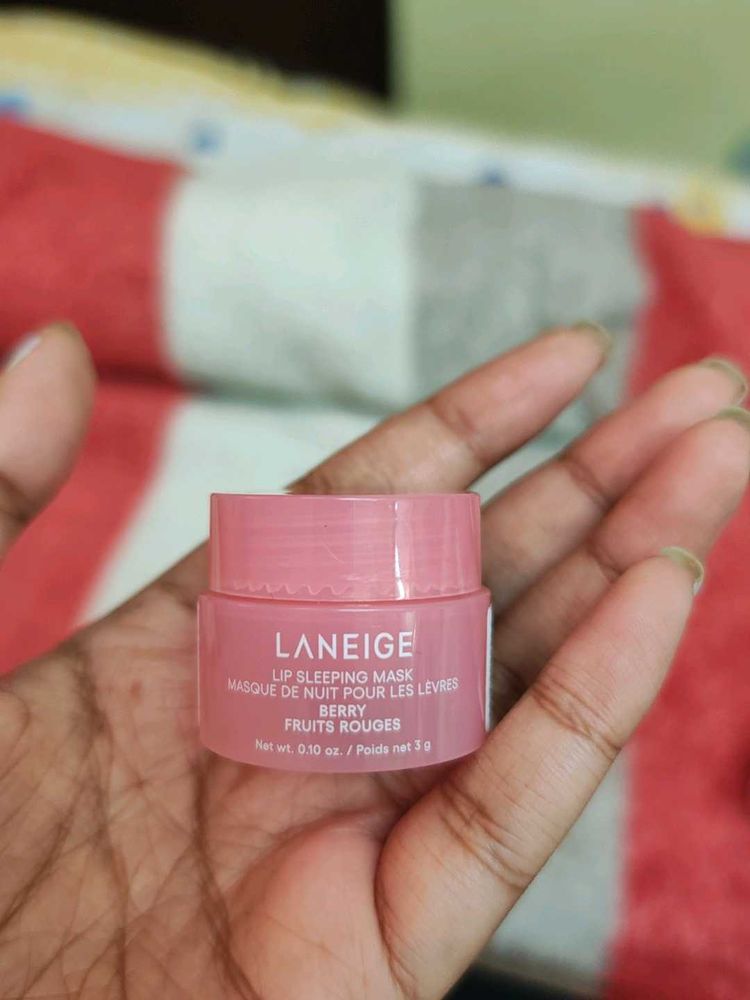 LANEIGE
LIP SLEEPING MASK
MASQUE DE NUIT POUR LES LÈVRES
BERRY
FRUITS ROUGES
Net wt. 0.10 oz. / Poids net 3 g